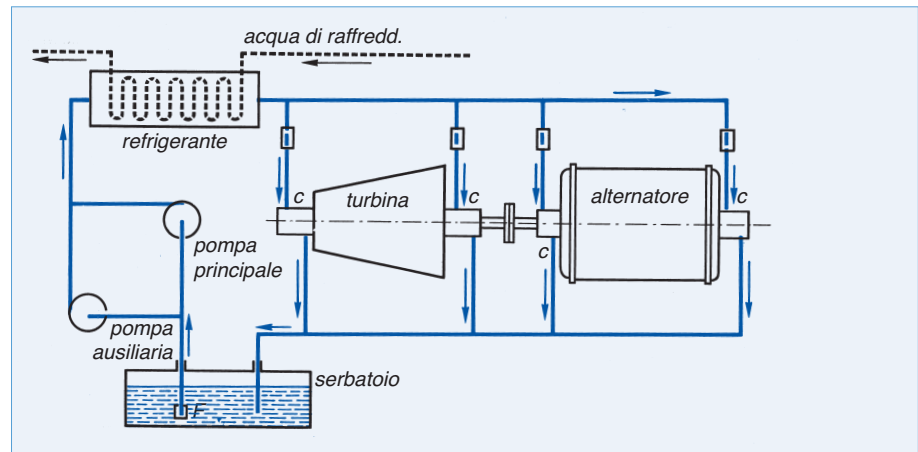 acqua di raffredd.
refrigerante
c
turbina
c
alternatore
c
c
pompa
principale
pompa
ausiliaria
serbatoio
F